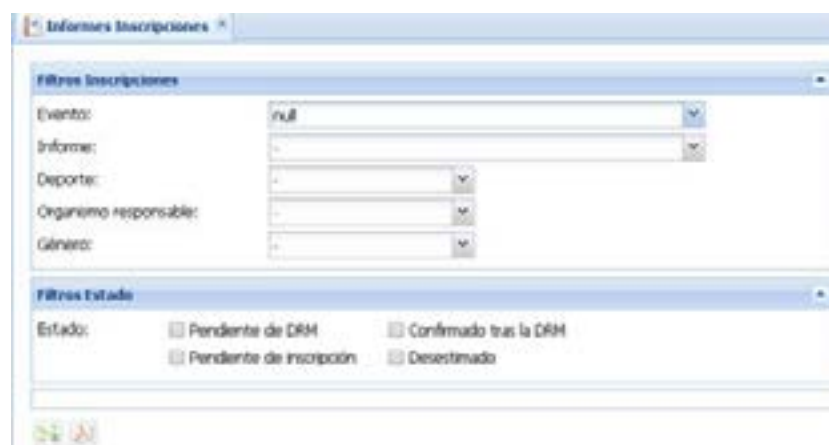 Informes Inscripciones
Filtros Inscripciones
Evento: null
Informe: -
Deporte: -
Organismo responsable: -
Género: -
Filtros Estado
Estado: Pendiente de DRM Confirmado tras la DRM
Pendiente de inscripción Desestimado